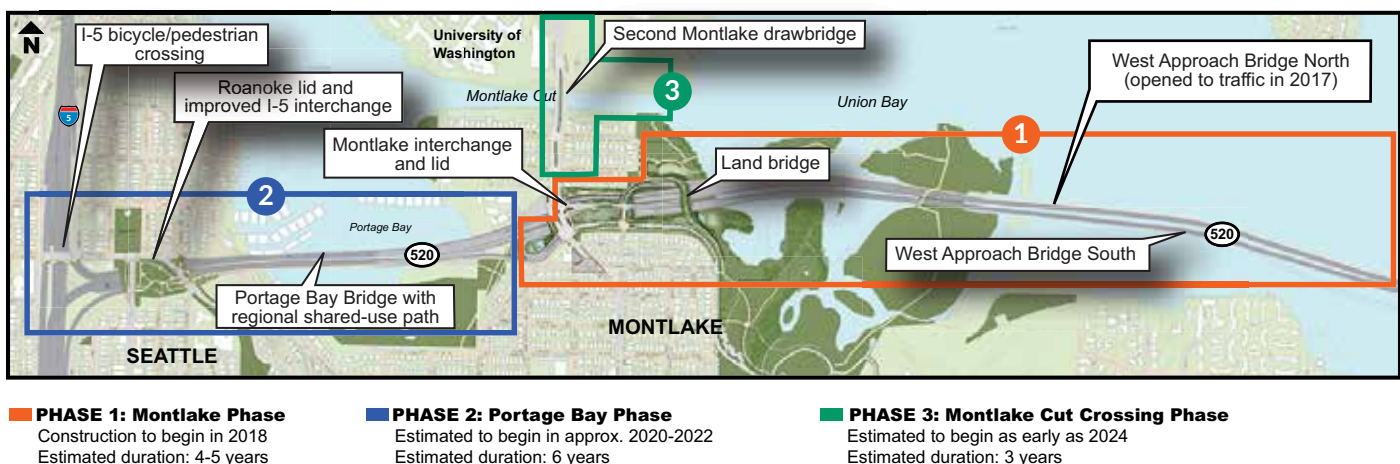 N
I-5 bicycle/pedestrian
crossing
5
Roanoke lid and
improved I-5 interchange
University of
Washington
Second Montlake drawbridge
Montlake Cut
3
Union Bay
West Approach Bridge North
(opened to traffic in 2017)
1
Montlake interchange
and lid
Land bridge
2
Portage Bay
520
520
West Approach Bridge South
Portage Bay Bridge with
regional shared-use path
MONTLAKE
SEATTLE
PHASE 1: Montlake Phase
Construction to begin in 2018
Estimated duration: 4-5 years
PHASE 2: Portage Bay Phase
Estimated to begin in approx. 2020-2022
Estimated duration: 6 years
PHASE 3: Montlake Cut Crossing Phase
Estimated to begin as early as 2024
Estimated duration: 3 years